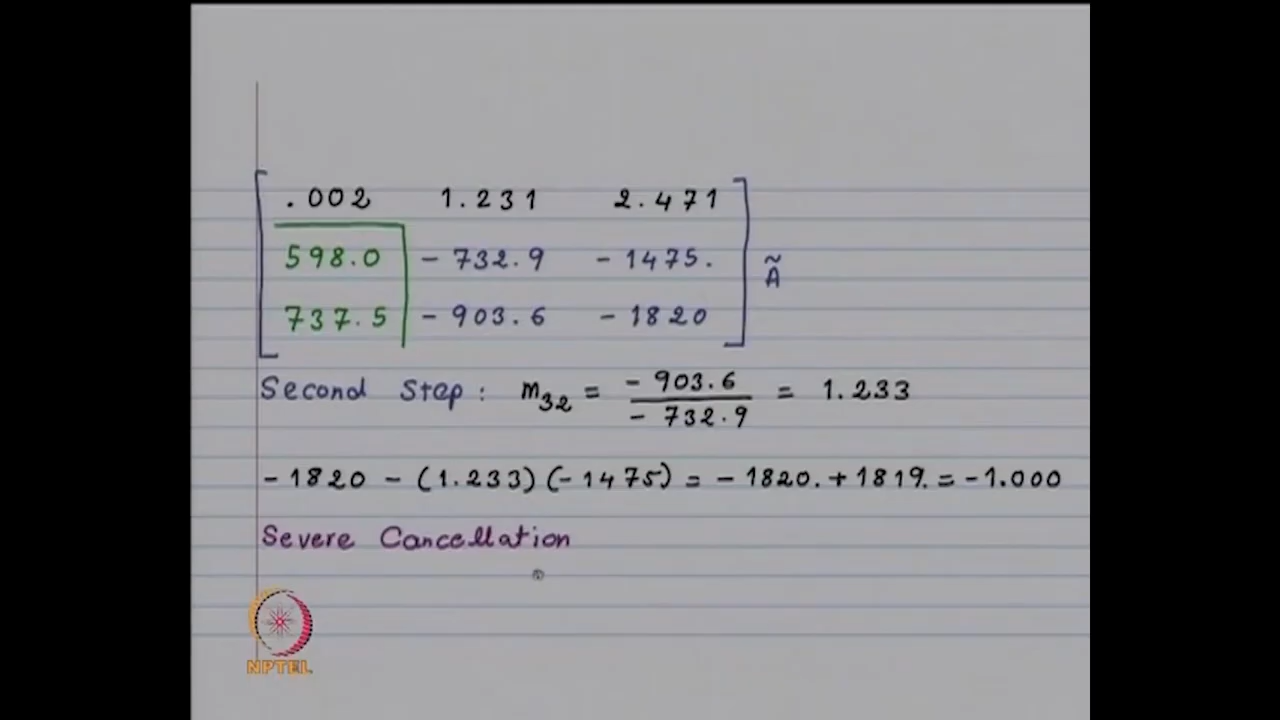 .002 1.231 2.471
598.0 - 732.9 - 1475. Ã
737.5 - 903.6 - 1820
Second Step : m32 = - 903.6 / - 732.9 = 1.233
- 1820 - (1.233) (- 1475) = - 1820. + 1819. = - 1.000
Severe Cancellation
NPTEL